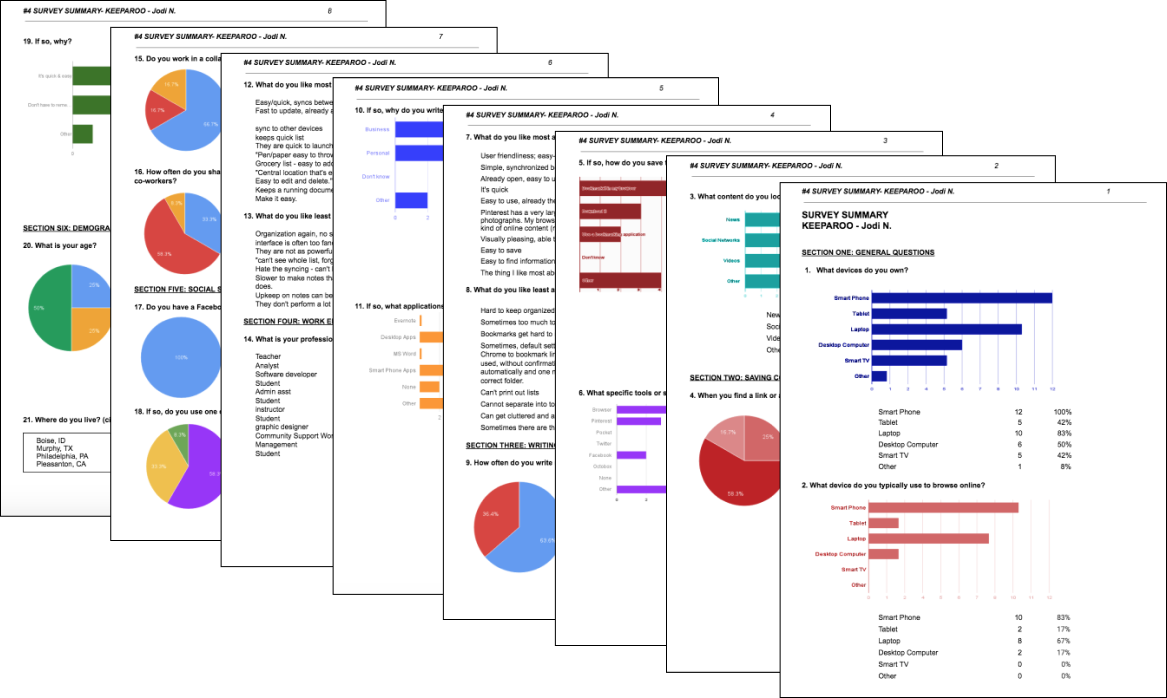 #4 SURVEY SUMMARY- KEEPAROO - Jodi N. 8
19. If so, why?
It's quick & easy
Don't have to rename
Other
0
SECTION SIX: DEMOGRA
20. What is your age?
25%
25%
50%
21. Where do you live? (ci
Boise, ID
Murphy, TX
Philadelphia, PA
Pleasanton, CA
#4 SURVEY SUMMARY- KEEPAROO - Jodi N. 7
15. Do you work in a colla
16.7%
16.7%
66.7%
16. How often do you sha
co-workers?
8.3%
33.3%
58.3%
SECTION FIVE: SOCIAL S
17. Do you have a Facebo
100%
18. If so, do you use one o
8.3%
33.3%
58.3
#4 SURVEY SUMMARY- KEEPAROO - Jodi N. 6
12. What do you like most
Easy/quick, syncs betwe
Fast to update, already a
sync to other devices
keeps quick list
They are quick to launch
"Pen/paper easy to throw
Grocery list - easy to add
"Central location that's e
Easy to edit and delete."
Keeps a running docume
Make it easy.
13. What do you like least
Organization again, no s
interface is often too fanc
They are not as powerfu
"can't see whole list, forg
Hate the syncing - can't
Slower to make notes tha
does.
Upkeep on notes can be
They don't perform a lot
SECTION FOUR: WORK E
14. What is your professio
Teacher
Analyst
Software developer
Student
Admin asst
Student
instructor
Student
graphic designer
Community Support Wor
Management
Student
#4 SURVEY SUMMARY- KEEPAROO - Jodi N. 5
10. If so, why do you write
Business
Personal
Don't know
Other
0 2
11. If so, what applications
Evernote
Desktop Apps
MS Word
Smart Phone Apps
None
Other
2
#4 SURVEY SUMMARY- KEEPAROO - Jodi N. 4
7. What do you like most a
User friendliness; easy-
Simple, synchronized be
Already open, easy to u
It's quick
Easy to use, already the
Pinterest has a very larg
photographs. My brows
kind of online content (r
Visually pleasing, able t
Easy to save
Easy to find information
The thing I like most abo
8. What do you like least a
Hard to keep organized
Sometimes too much to
Bookmarks get hard to
Sometimes, default sett
Chrome to bookmark lin
used, without confirmati
automatically and one m
correct folder.
Can't print out lists
Cannot separate into to
Can get cluttered and a
Sometimes there are th
SECTION THREE: WRITING
9. How often do you write
36.4%
63.6%
#4 SURVEY SUMMARY- KEEPAROO - Jodi N. 3
5. If so, how do you save t
application
Don't know
Other
6. What specific tools or s
Browser
Pinterest
Pocket
Twitter
Facebook
None
Other
0 2
#4 SURVEY SUMMARY- KEEPAROO - Jodi N. 2
3. What content do you loo
News
Social Networks
Videos
Other
0 1 2
New
Soci
Vide
Othe
SECTION TWO: SAVING C
4. When you find a link or a
16.7%
25%
58.3%
#4 SURVEY SUMMARY- KEEPAROO - Jodi N. 1
SURVEY SUMMARY
KEEPAROO - Jodi N.
SECTION ONE: GENERAL QUESTIONS
1. What devices do you own?
Smart Phone
Tablet
Laptop
Desktop Computer
Smart TV
Other
0 1 2 3 4 5 6 7 8 9 10 11 12
Smart Phone 12 100%
Tablet 5 42%
Laptop 10 83%
Desktop Computer 6 50%
Smart TV 5 42%
Other 1 8%
2. What device do you typically use to browse online?
Smart Phone
Tablet
Laptop
Desktop Computer
Smart TV
Other
0 1 2 3 4 5 6 7 8 9 10 11 12
Smart Phone 10 83%
Tablet 2 17%
Laptop 8 67%
Desktop Computer 2 17%
Smart TV 0 0%
Other 0 0%